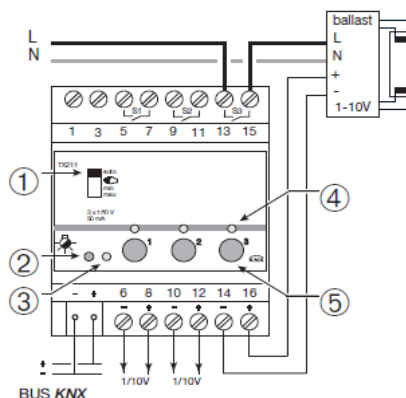 L
N
ballast
L
N
+
-
1-10V
S1 S2 S3
1 3 5 7 9 11 13 15
TX211
auto
min
max
3 x 1/10 V
50 mA
1 2 3
KNX
① ② ③ ④ ⑤
- + 6 8 10 12 14 16
- + - + - +
1/10V 1/10V
+
-
BUS KNX